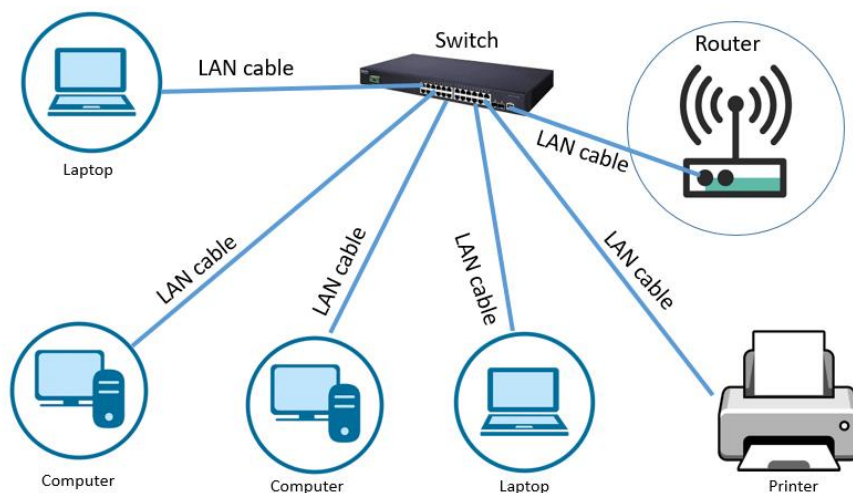 Switch
Router
LAN cable
LAN cable
Laptop
LAN cable
LAN cable
LAN cable
LAN cable
Computer
Computer
Laptop
Printer